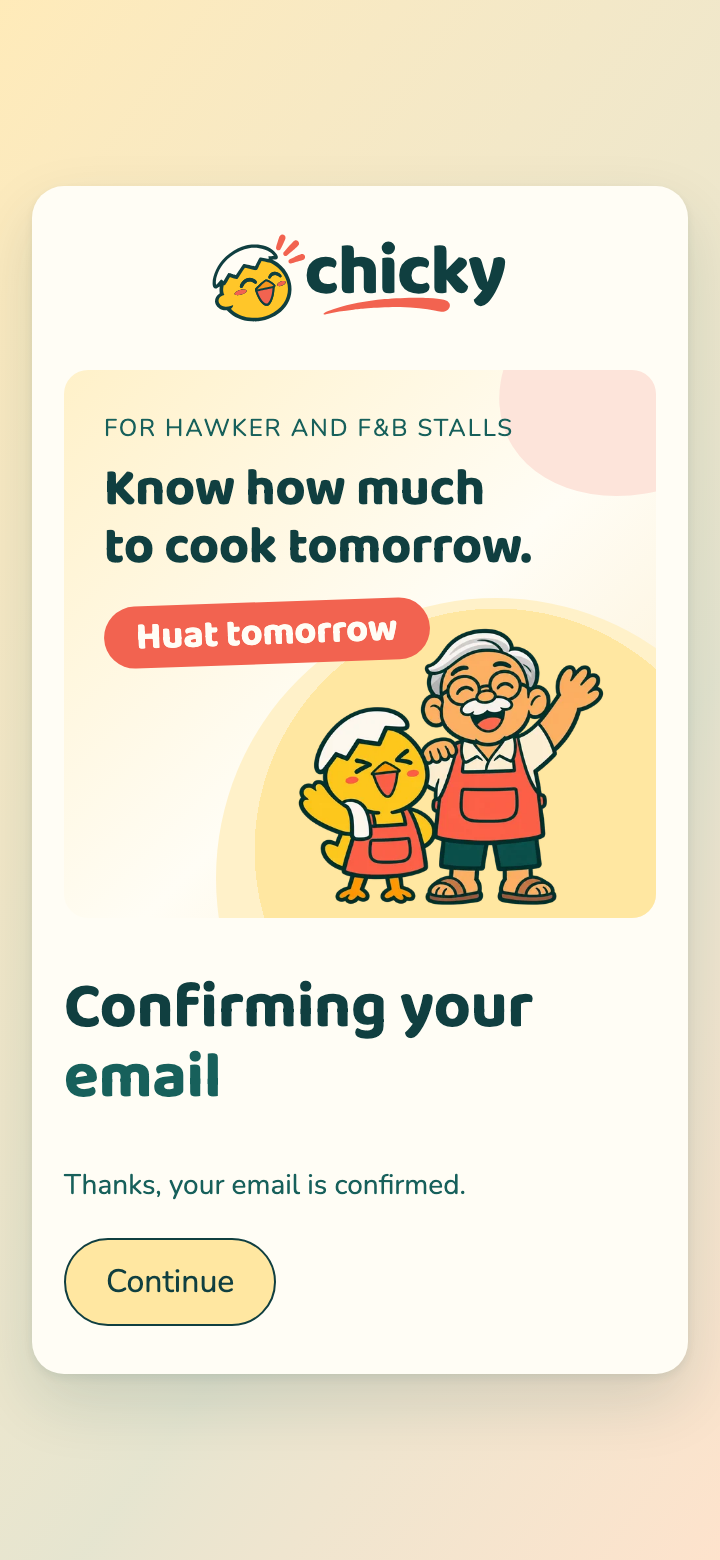 chicky
FOR HAWKER AND F&B STALLS
Know how much
to cook tomorrow.
Huat tomorrow
Confirming your
email
Thanks, your email is confirmed.
Continue